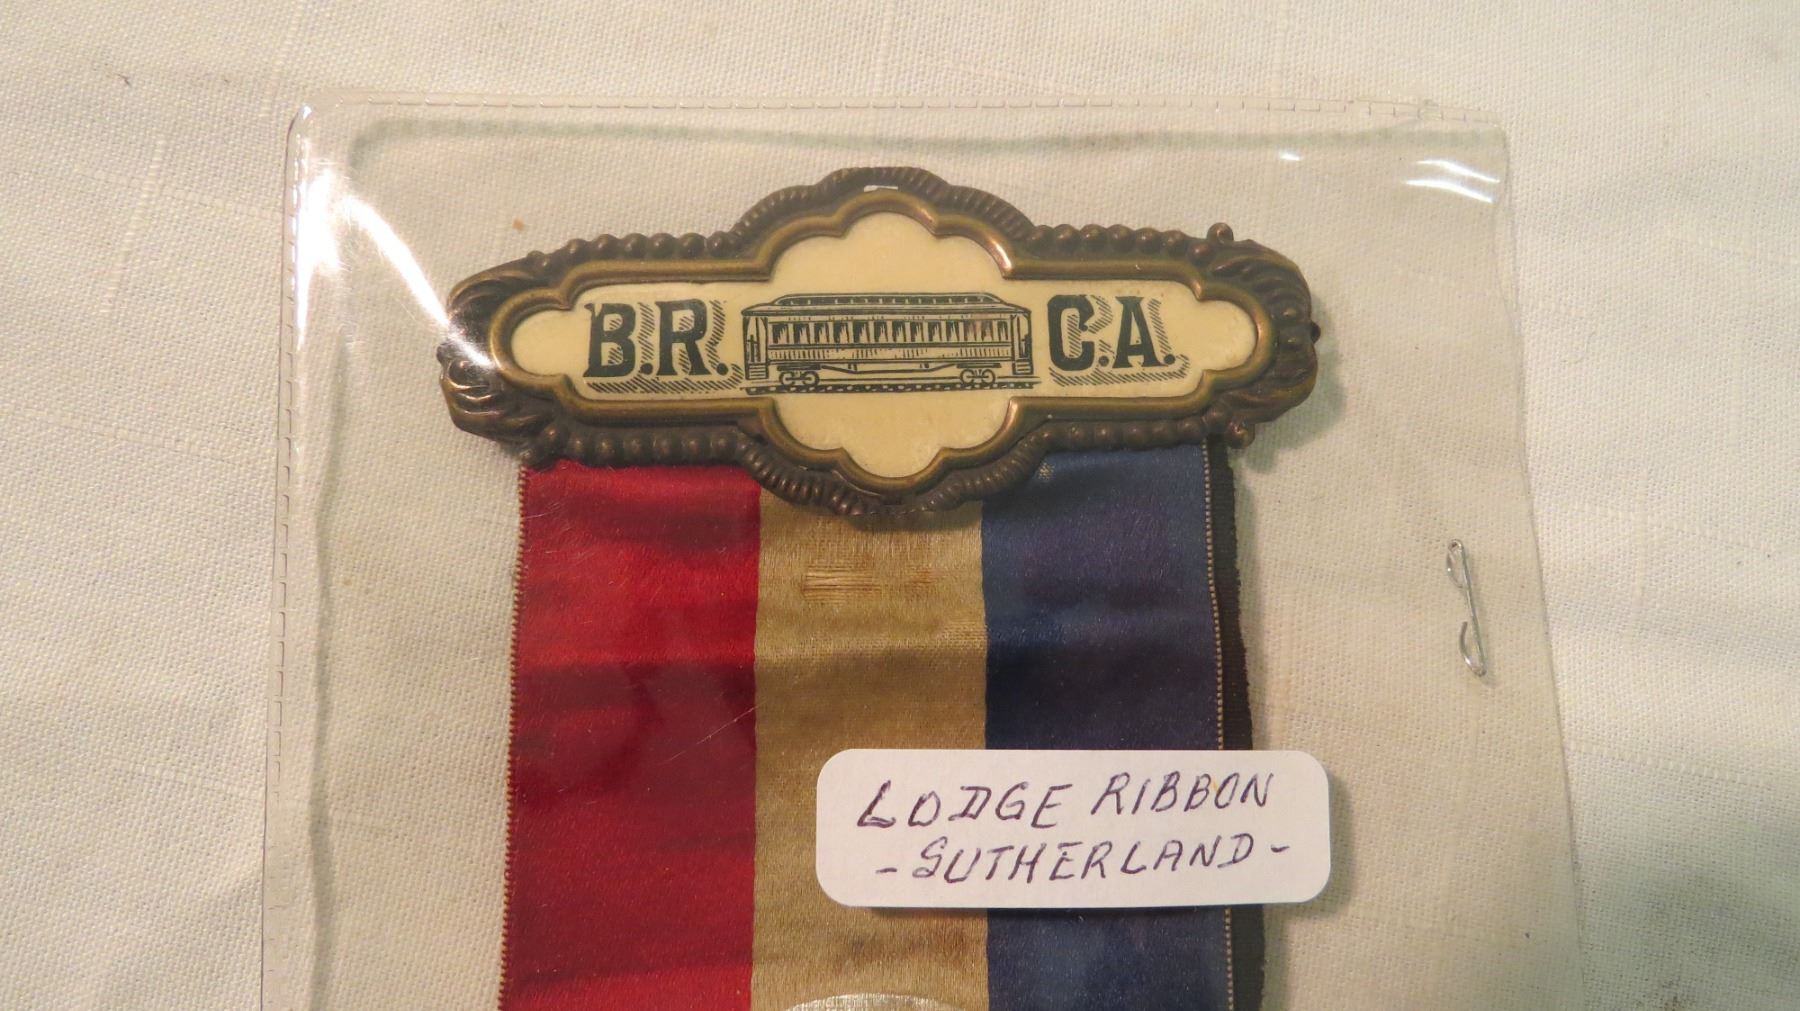 B.R. C.A.
LODGE RIBBON
- SUTHERLAND -